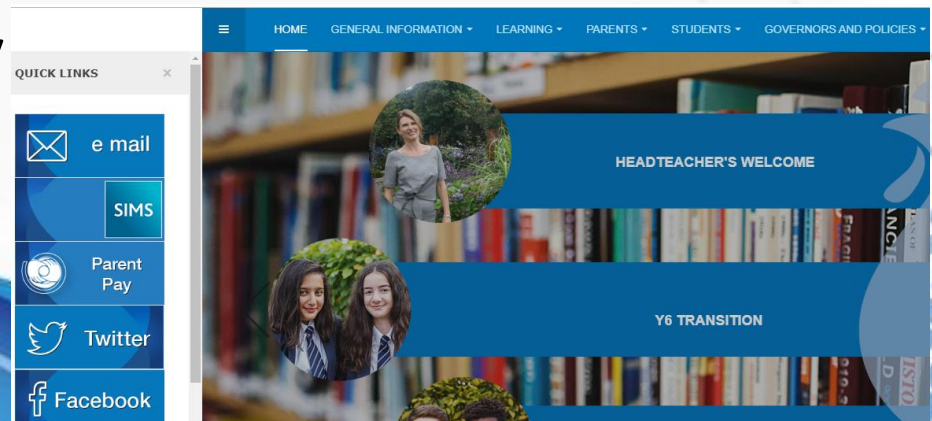 HOME GENERAL INFORMATION LEARNING PARENTS STUDENTS GOVERNORS AND POLICIES
QUICK LINKS
e mail
SIMS
Parent
Pay
Twitter
Facebook
HEADTEACHER'S WELCOME
Y6 TRANSITION